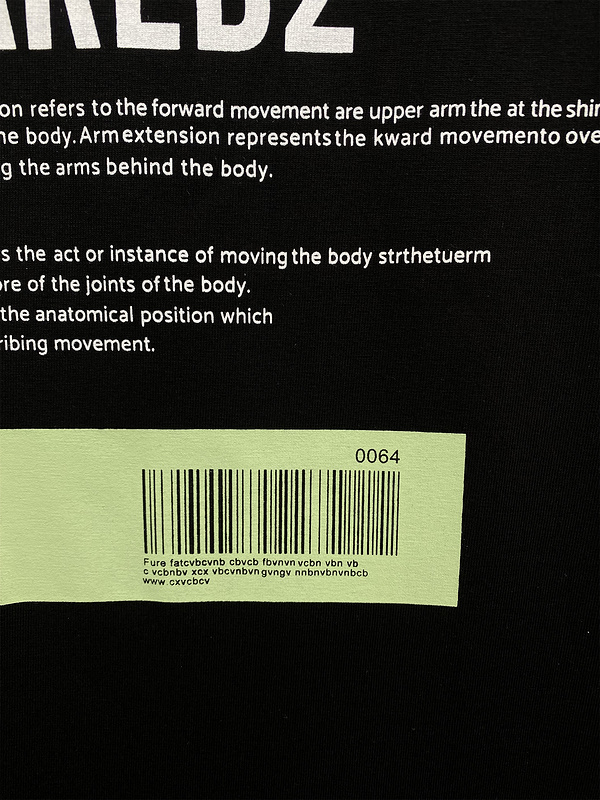 on refers to the forward movement are upper arm the at the shir
he body. Arm extension represents the kward movemento ove
g the arms behind the body.
s the act or instance of moving the body strthetuerm
ore of the joints of the body.
the anatomical position which
ribing movement.
0064
Fure fatcvbcvnb cbvcb fbvnvn vcbn vbn vb
c vcbnbv xcx vbcvnbvn gvngv nnbnvbnvnbcb
www.cxvcbcv